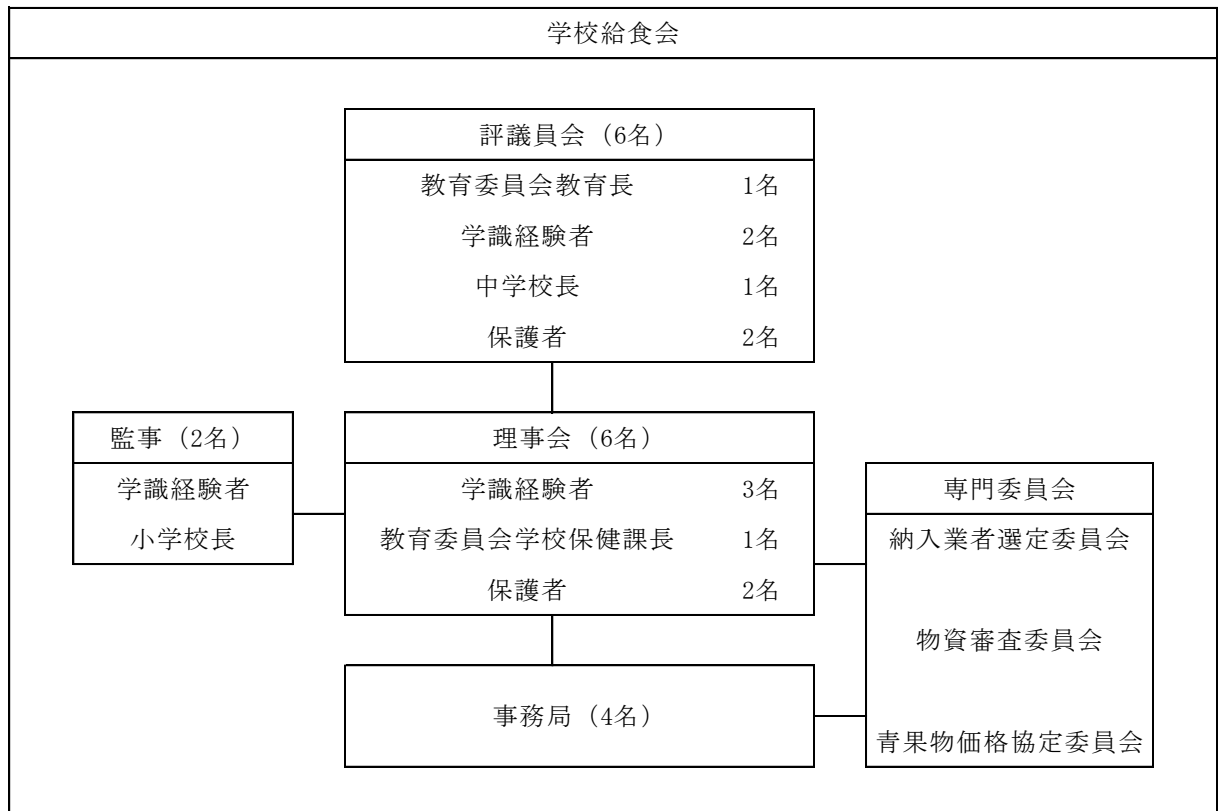 学校給食会
評議員会（6名）
教育委員会教育長 1名
学識経験者 2名
中学校長 1名
保護者 2名
監事（2名）
学識経験者
小学校長
理事会（6名）
学識経験者 3名
教育委員会学校保健課長 1名
保護者 2名
専門委員会
納入業者選定委員会
物資審査委員会
青果物価格協定委員会
事務局（4名）